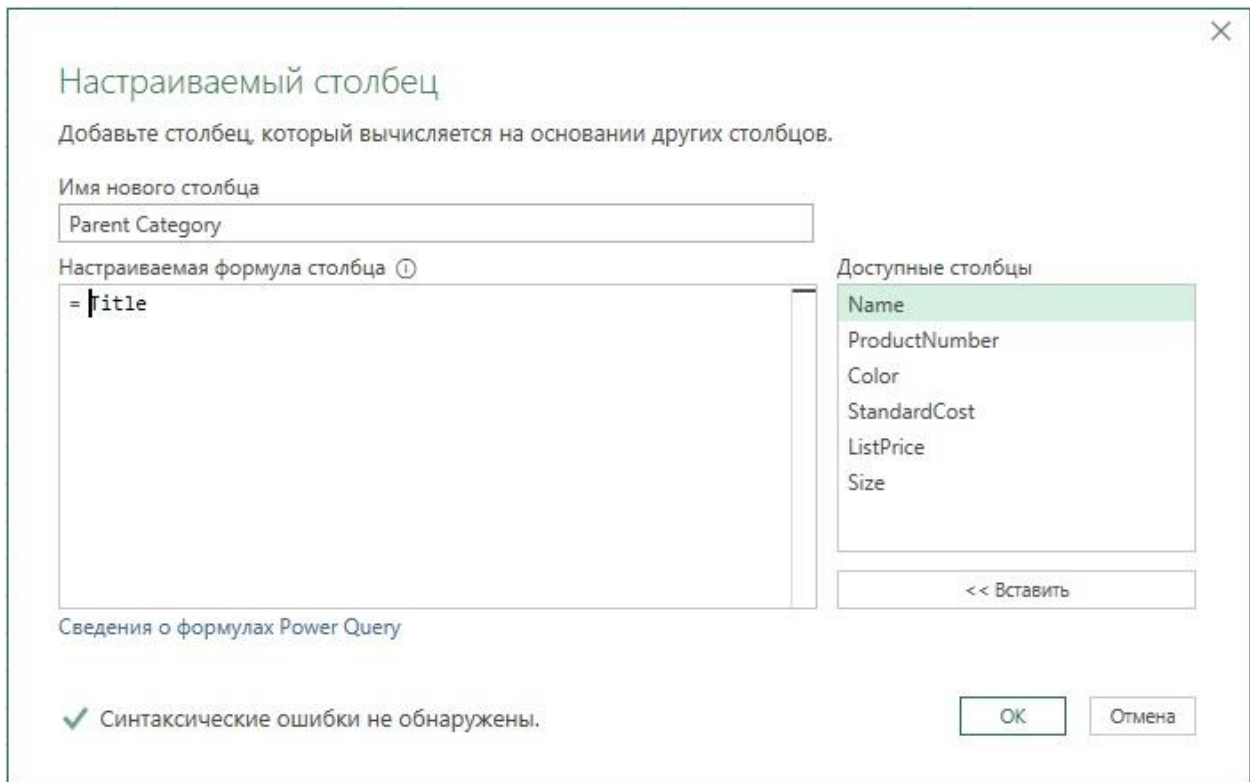 Настраиваемый столбец
Добавьте столбец, который вычисляется на основании других столбцов.
Имя нового столбца
Parent Category
Настраиваемая формула столбца
= Title
Доступные столбцы
Name
ProductNumber
Color
StandardCost
ListPrice
Size
<< Вставить
Сведения о формулах Power Query
Синтаксические ошибки не обнаружены.
ОК
Отмена